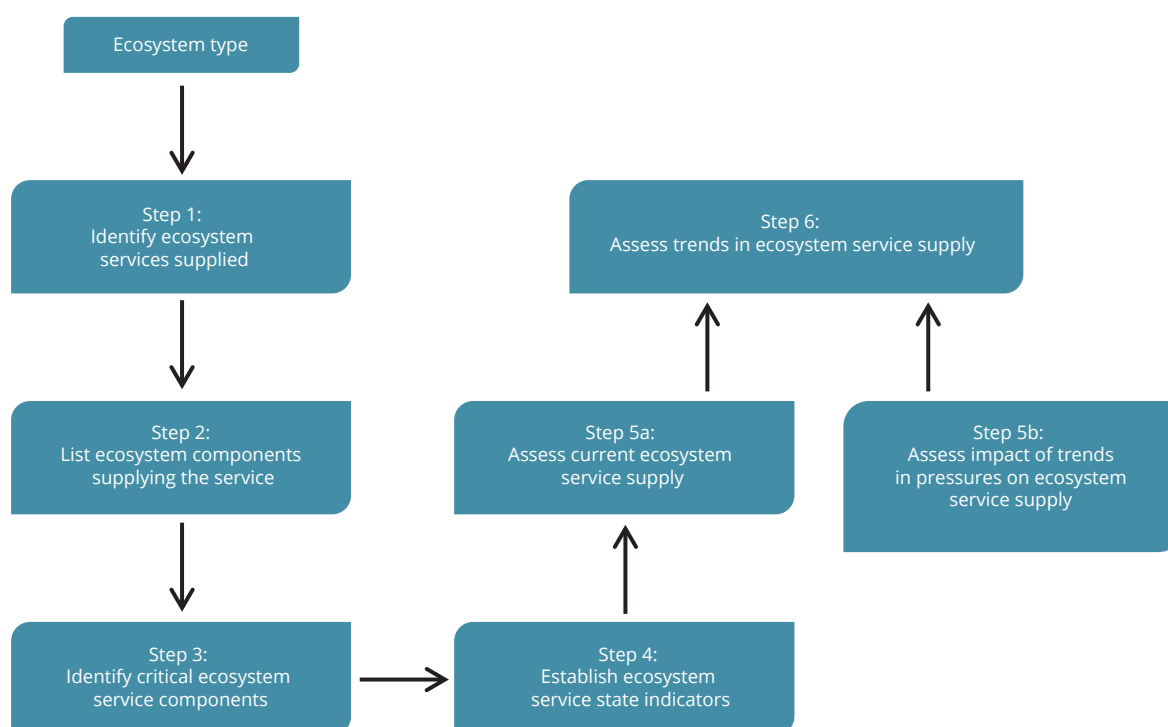 Ecosystem type
Step 1:
Identify ecosystem
services supplied
Step 2:
List ecosystem components
supplying the service
Step 3:
Identify critical ecosystem
service components
Step 4:
Establish ecosystem
service state indicators
Step 5a:
Assess current ecosystem
service supply
Step 5b:
Assess impact of trends
in pressures on ecosystem
service supply
Step 6:
Assess trends in ecosystem service supply